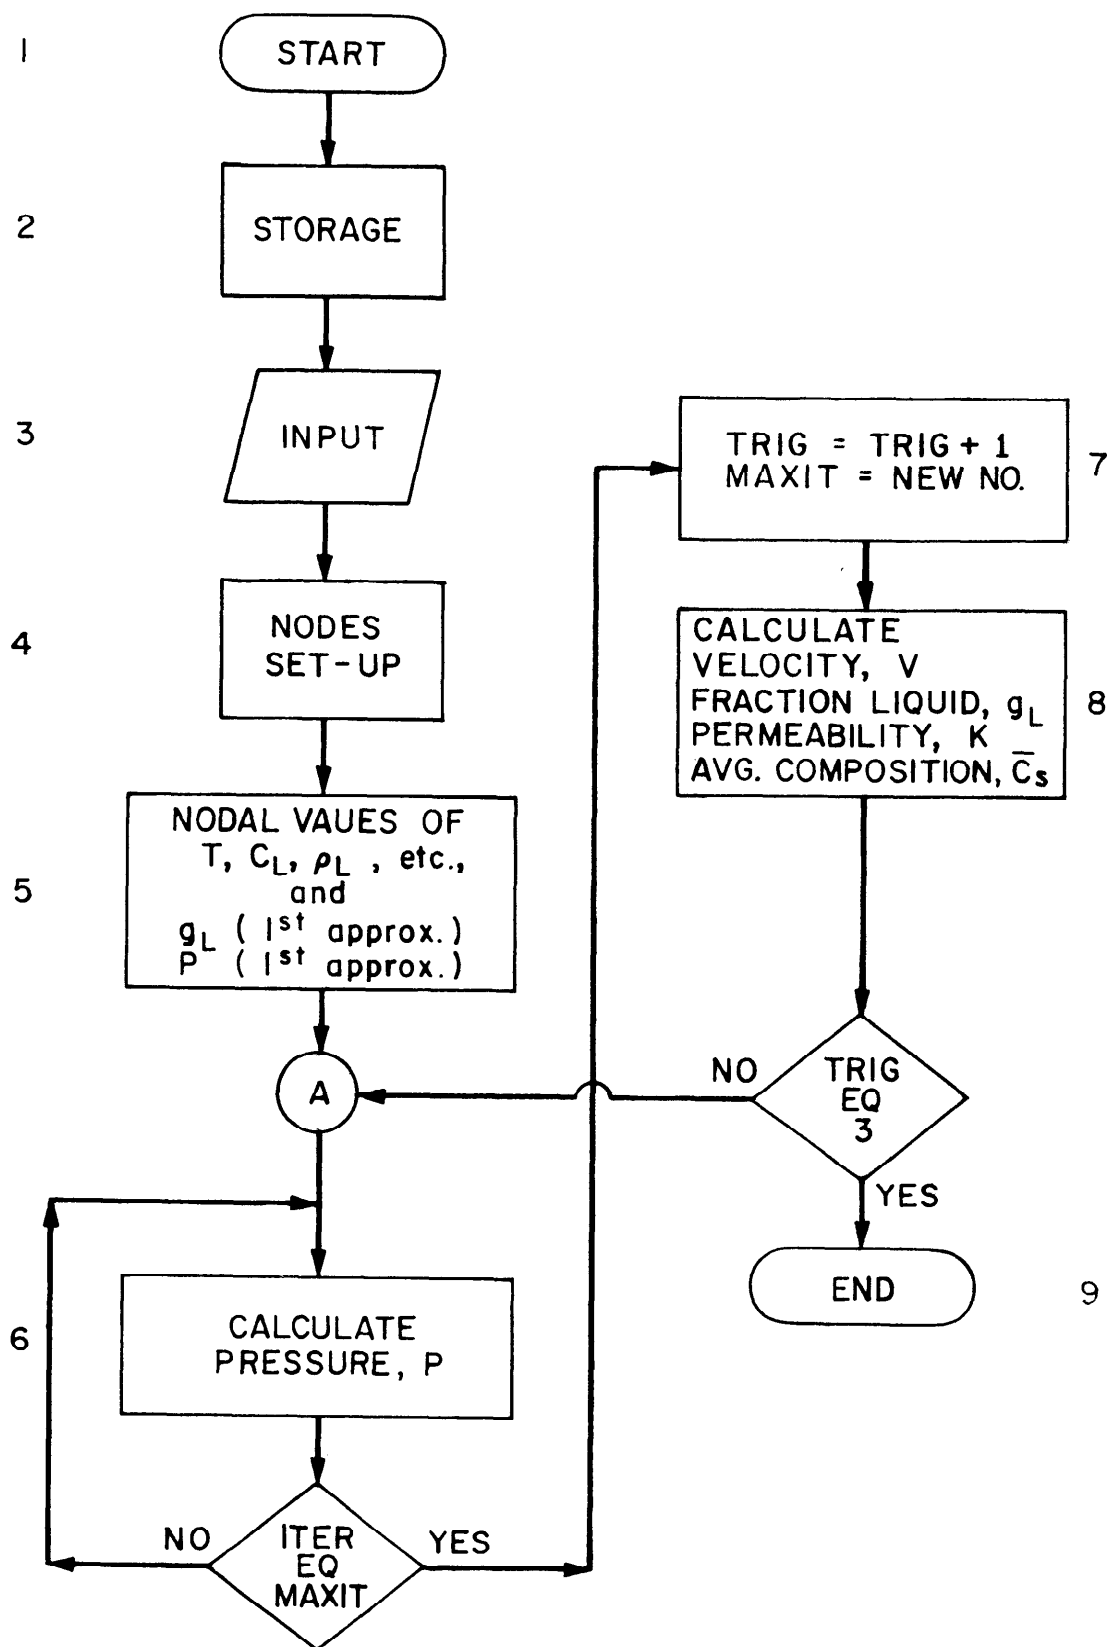 1
START
2
STORAGE
3
INPUT
4
NODES
SET-UP
5
NODAL VAUES OF
T, C_L, ρ_L , etc.,
and
g_L ( 1st approx.)
P ( 1st approx.)
A
6
CALCULATE
PRESSURE, P
NO
ITER
EQ
MAXIT
YES
TRIG = TRIG + 1
MAXIT = NEW NO.
7
CALCULATE
VELOCITY, V
FRACTION LIQUID, g_L
PERMEABILITY, K
AVG. COMPOSITION, C̅_s
8
NO
TRIG
EQ
3
YES
END
9